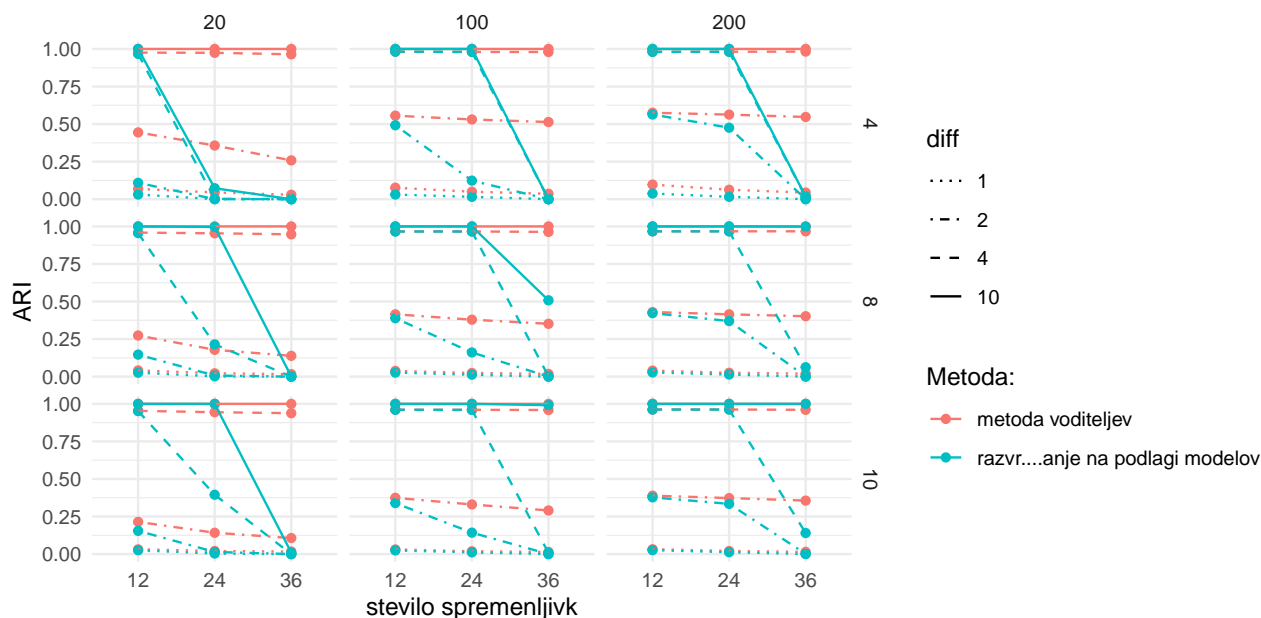 20 100 200
1.00
0.75
0.50
0.25
0.00
4
1.00
0.75
0.50
0.25
0.00
8
1.00
0.75
0.50
0.25
0.00
10
ARI
12 24 36 12 24 36 12 24 36
stevilo spremenljivk
diff
1
2
4
10
Metoda:
metoda voditeljev
razvr....anje na podlagi modelov